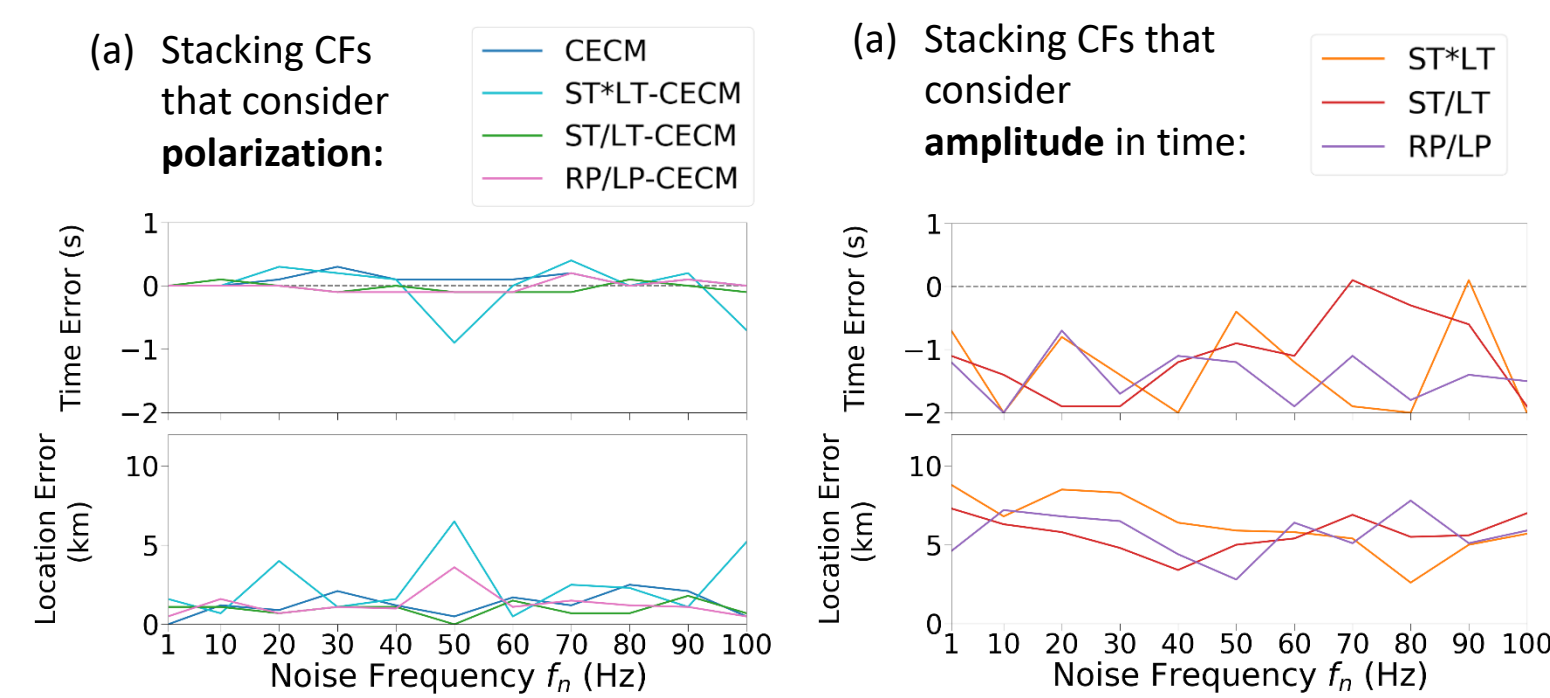 (a) Stacking CFs
that consider
polarization:
CECM
ST*LT-CECM
ST/LT-CECM
RP/LP-CECM
1
0
−1
−2
Time Error (s)
10
5
0
Location Error
(km)
1 10 20 30 40 50 60 70 80 90 100
Noise Frequency fn (Hz)
(a) Stacking CFs that
consider
amplitude in time:
ST*LT
ST/LT
RP/LP
1
0
−1
−2
Time Error (s)
10
5
0
Location Error
(km)
1 10 20 30 40 50 60 70 80 90 100
Noise Frequency fn (Hz)